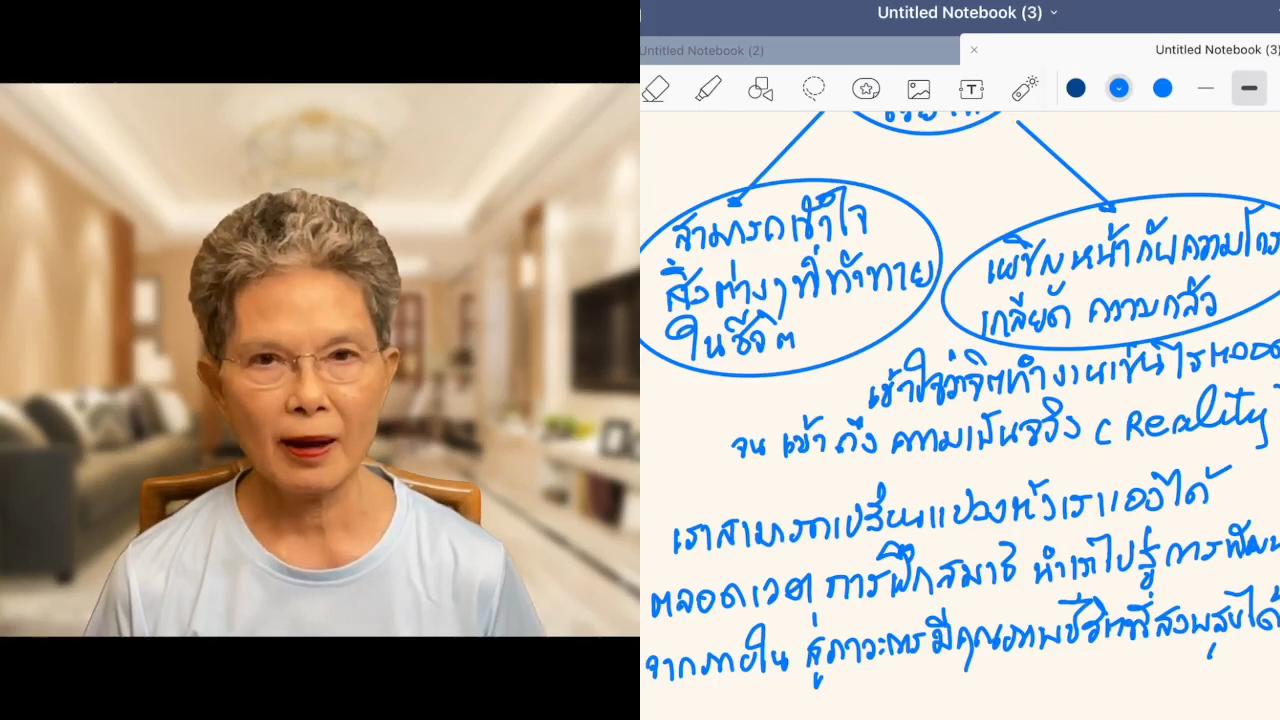 Untitled Notebook (3)
Untitled Notebook (2)
Untitled Notebook (3)
T
สามารถเข้าใจ
สิ่งต่างๆ ที่ท้าทาย
ในชีวิต
เผชิญหน้ากับความโกร
เกลียด ความกลัว
เข้าใจว่าจิตทำงานเช่นไร
จน เข้าถึง ความเป็นจริง ( Reality
เราสามารถเปลี่ยนแปลงตัวเราเองได้
ตลอดเวลา การฝึกสมาธิ นำเราไปสู่การพัฒน
จากภายใน สู่ภาวะการมีคุณภาพชีวิตที่สงบสุขได้